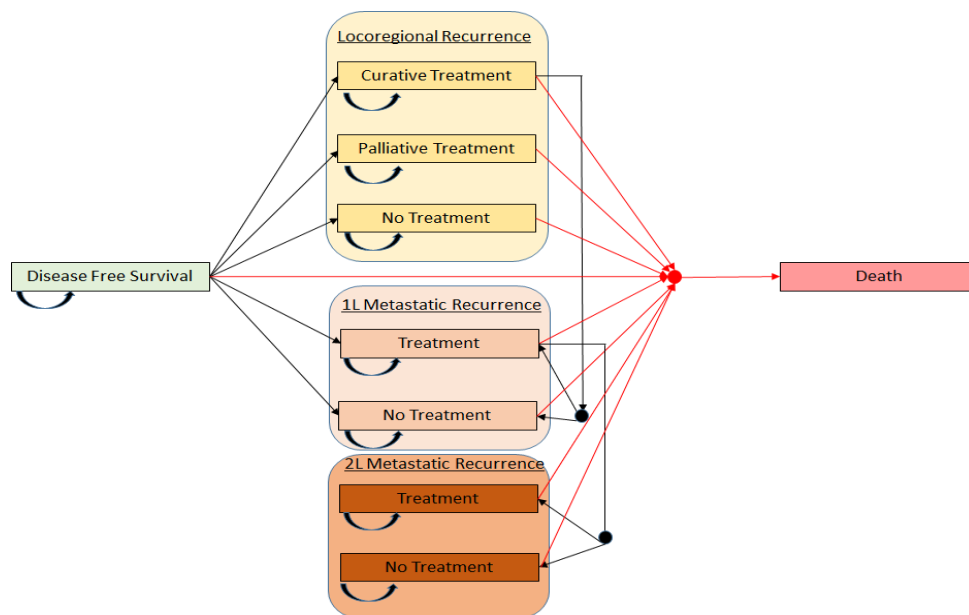 Locoregional Recurrence
Curative Treatment
Palliative Treatment
No Treatment
Disease Free Survival
Death
1L Metastatic Recurrence
Treatment
No Treatment
2L Metastatic Recurrence
Treatment
No Treatment